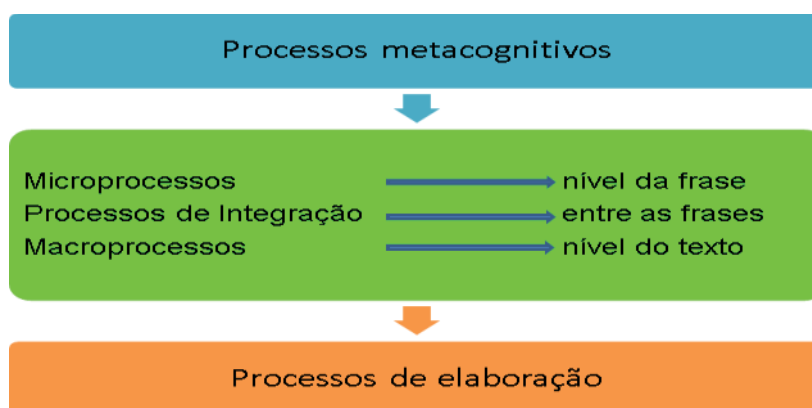 Processos metacognitivos
Microprocessos nível da frase
Processos de Integração entre as frases
Macroprocessos nível do texto
Processos de elaboração